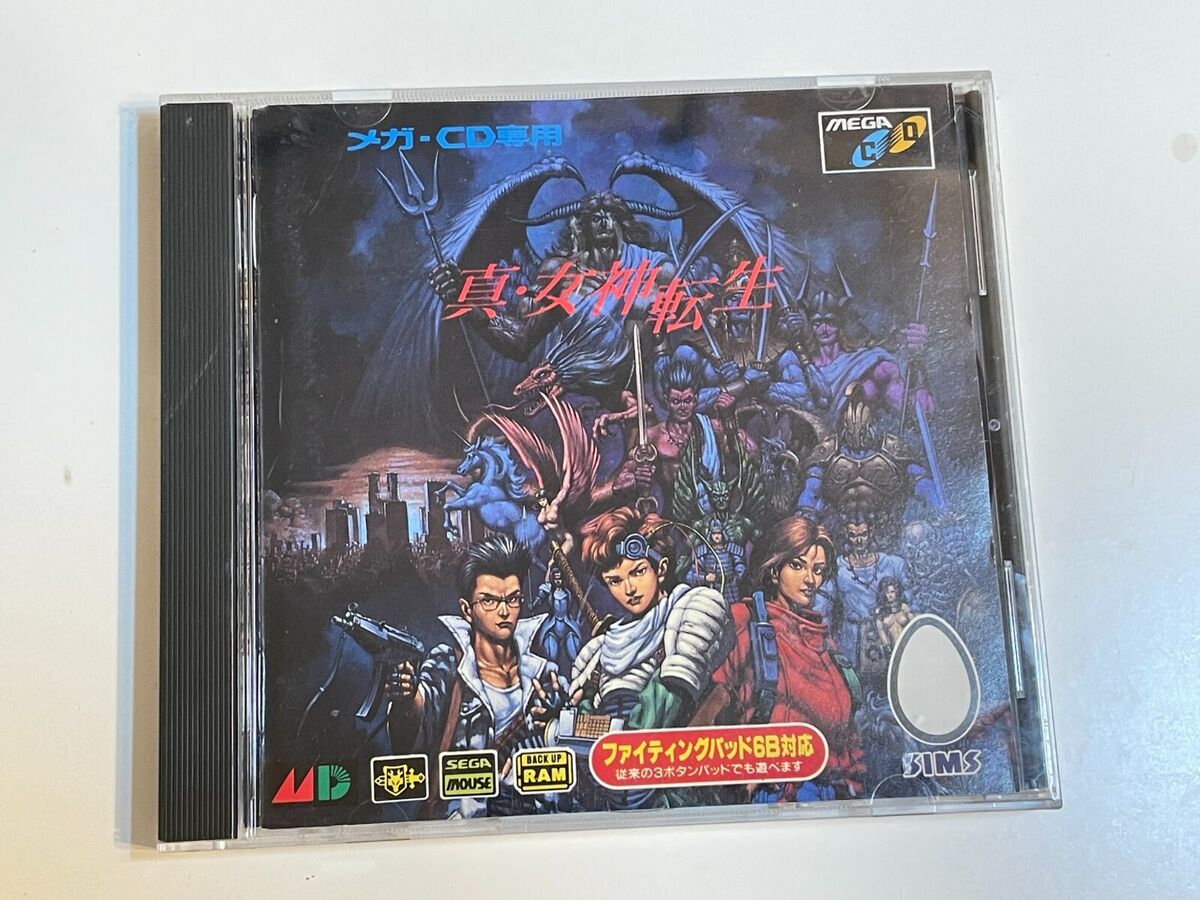 メガ-CD専用
MEGA
CD
真・女神転生
MD
SEGA
MOUSE
BACK UP
RAM
ファイティングパッド6B対応
従来の3ボタンパッドでも遊べます
SIMS